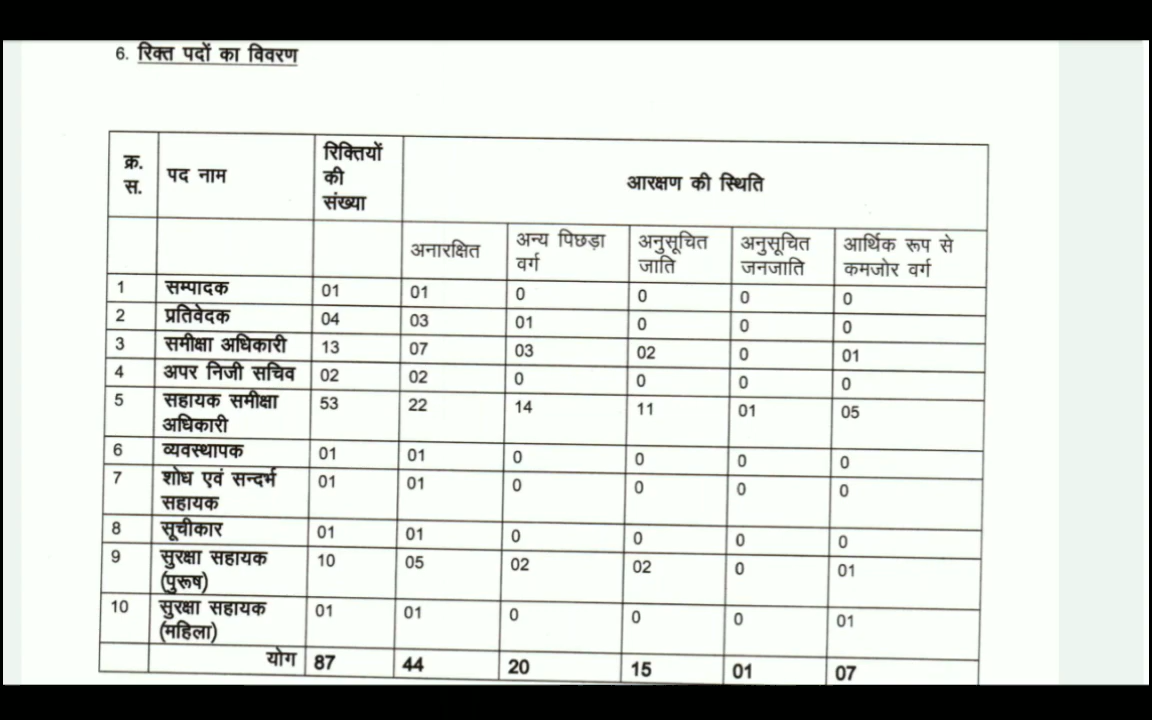 6. रिक्त पदों का विवरण
क्र. स. पद नाम रिक्तियों की संख्या आरक्षण की स्थिति
अनारक्षित अन्य पिछड़ा वर्ग अनुसूचित जाति अनुसूचित जनजाति आर्थिक रूप से कमजोर वर्ग
1 सम्पादक 01 01 0 0 0 0
2 प्रतिवेदक 04 03 01 0 0 0
3 समीक्षा अधिकारी 13 07 03 02 0 01
4 अपर निजी सचिव 02 02 0 0 0 0
5 सहायक समीक्षा अधिकारी 53 22 14 11 01 05
6 व्यवस्थापक 01 01 0 0 0 0
7 शोध एवं सन्दर्भ सहायक 01 01 0 0 0 0
8 सूचीकार 01 01 0 0 0 0
9 सुरक्षा सहायक (पुरूष) 10 05 02 02 0 01
10 सुरक्षा सहायक (महिला) 01 01 0 0 0 01
योग 87 44 20 15 01 07